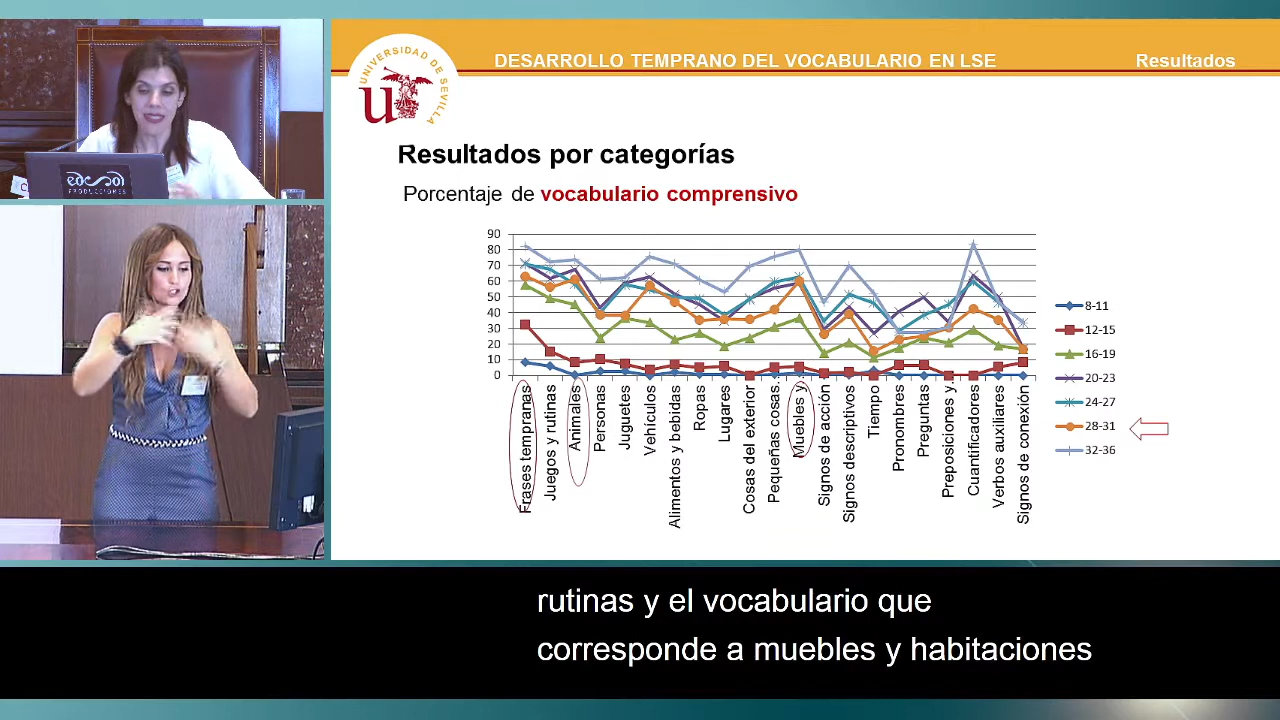 DESARROLLO TEMPRANO DEL VOCABULARIO EN LSE
Resultados
UNIVERSIDAD DE SEVILLA
Resultados por categorías
Porcentaje de vocabulario comprensivo
90
80
70
60
50
40
30
20
10
0
Frases tempranas
Juegos y rutinas
Animales
Personas
Juguetes
Vehículos
Alimentos y bebidas
Ropas
Lugares
Cosas del exterior
Pequeñas cosas.
Muebles y
Signos de acción
Signos descriptivos
Tiempo
Pronombres
Preguntas
Preposiciones y
Cuantificadores
Verbos auxiliares
Signos de conexión
8-11
12-15
16-19
20-23
24-27
28-31
32-36
PRODUCCIONES
rutinas y el vocabulario que
corresponde a muebles y habitaciones